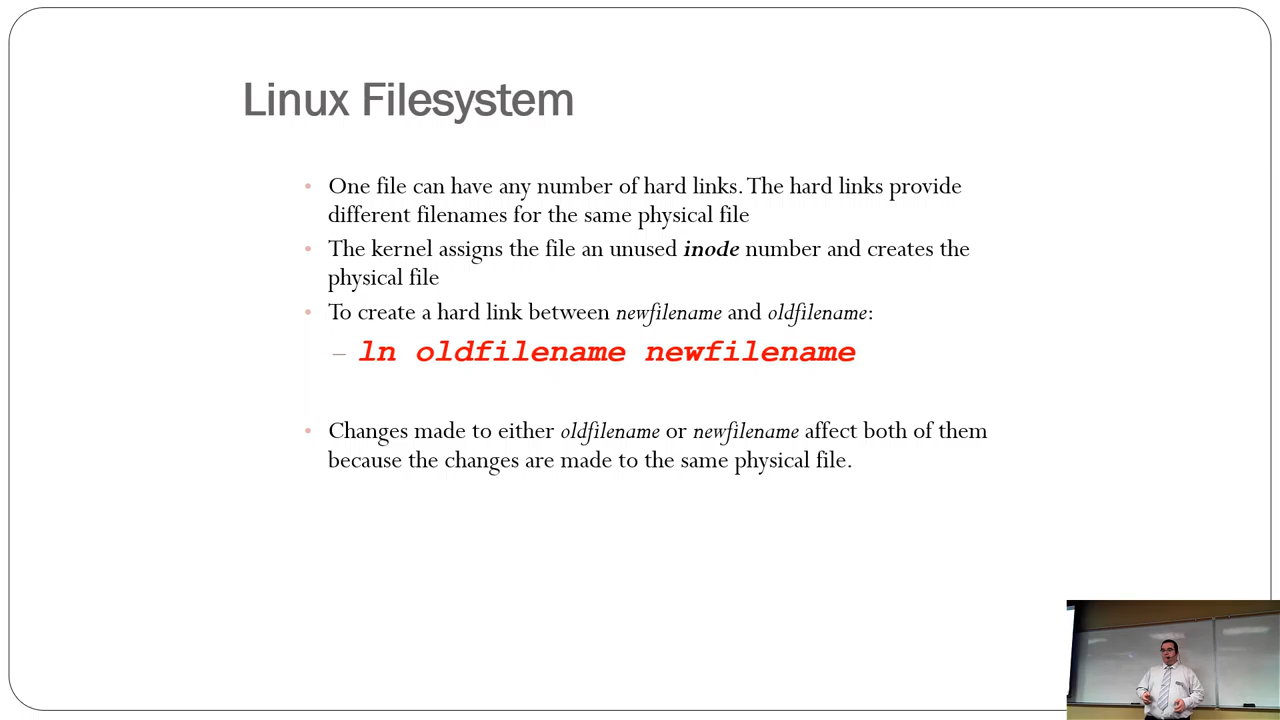 Linux Filesystem
• One file can have any number of hard links. The hard links provide
different filenames for the same physical file
• The kernel assigns the file an unused inode number and creates the
physical file
• To create a hard link between newfilename and oldfilename:
– ln oldfilename newfilename
• Changes made to either oldfilename or newfilename affect both of them
because the changes are made to the same physical file.